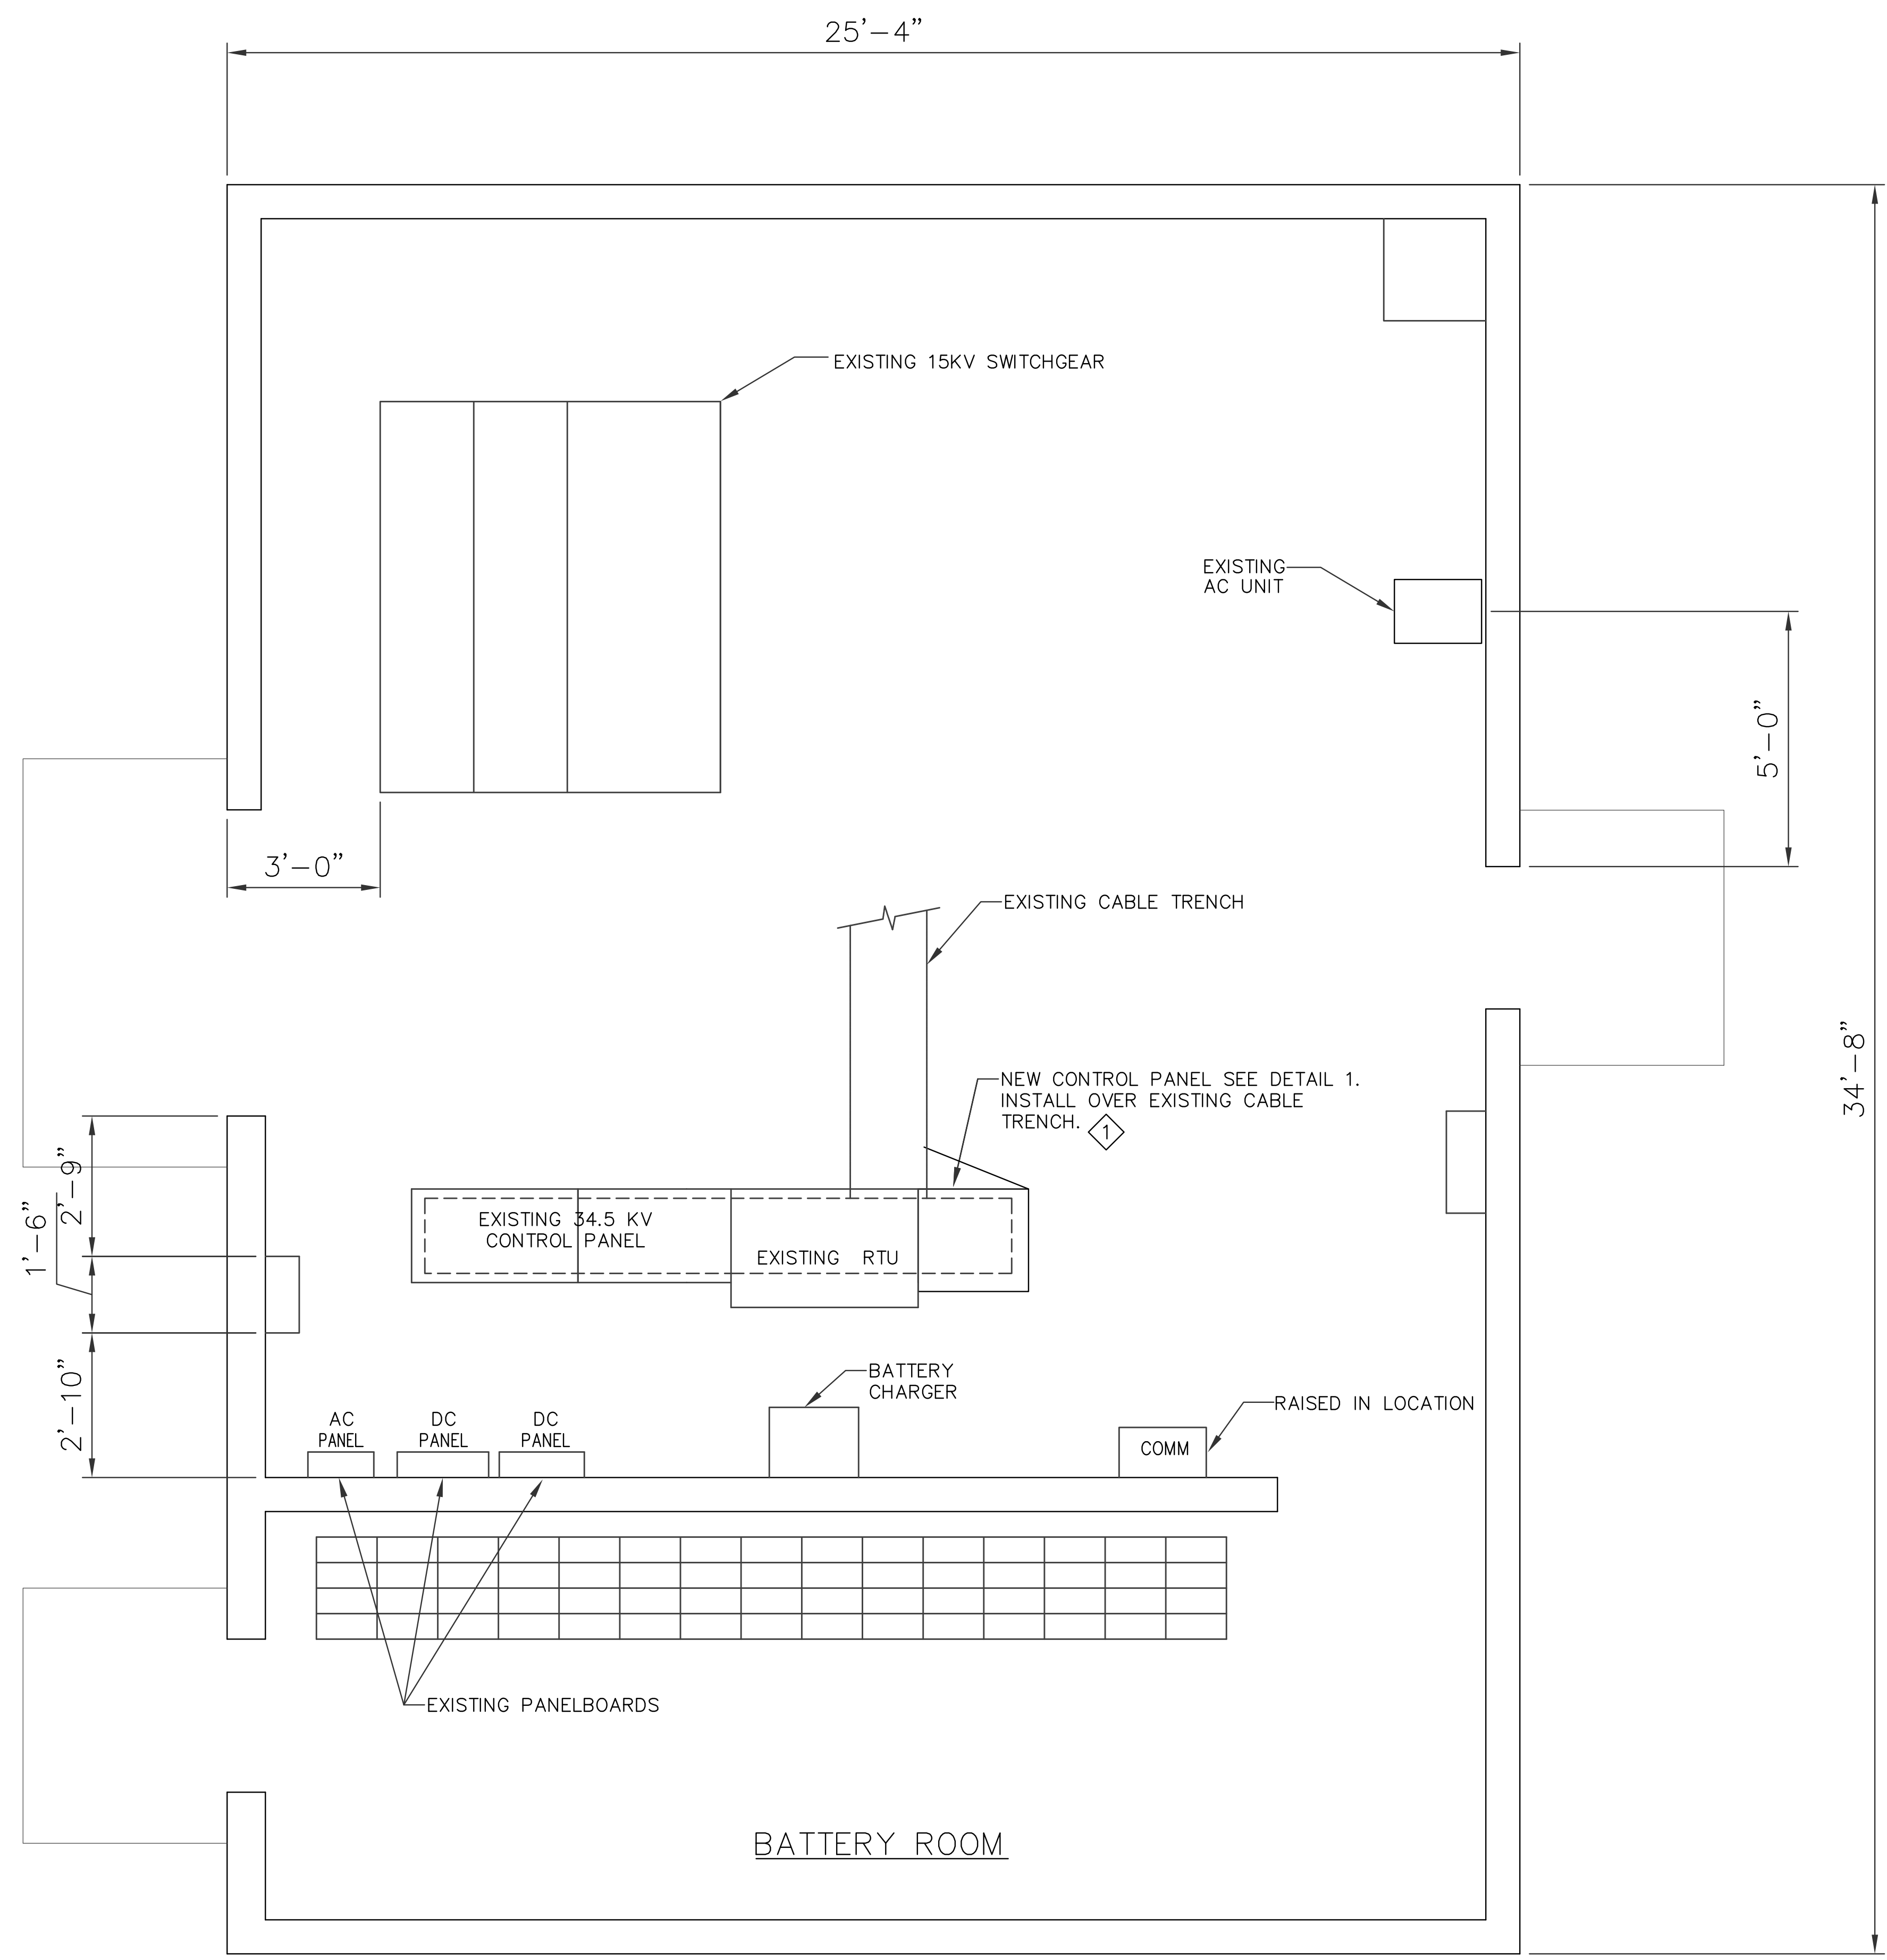 25'-4"
EXISTING 15KV SWITCHGEAR
EXISTING
AC UNIT
5'-0"
3'-0"
EXISTING CABLE TRENCH
34'-8"
NEW CONTROL PANEL SEE DETAIL 1.
INSTALL OVER EXISTING CABLE
TRENCH.
1
2'-9"
1'-6"
EXISTING 34.5 KV
CONTROL PANEL
EXISTING RTU
2'-10"
BATTERY
CHARGER
RAISED IN LOCATION
AC
PANEL
DC
PANEL
DC
PANEL
COMM
EXISTING PANELBOARDS
BATTERY ROOM